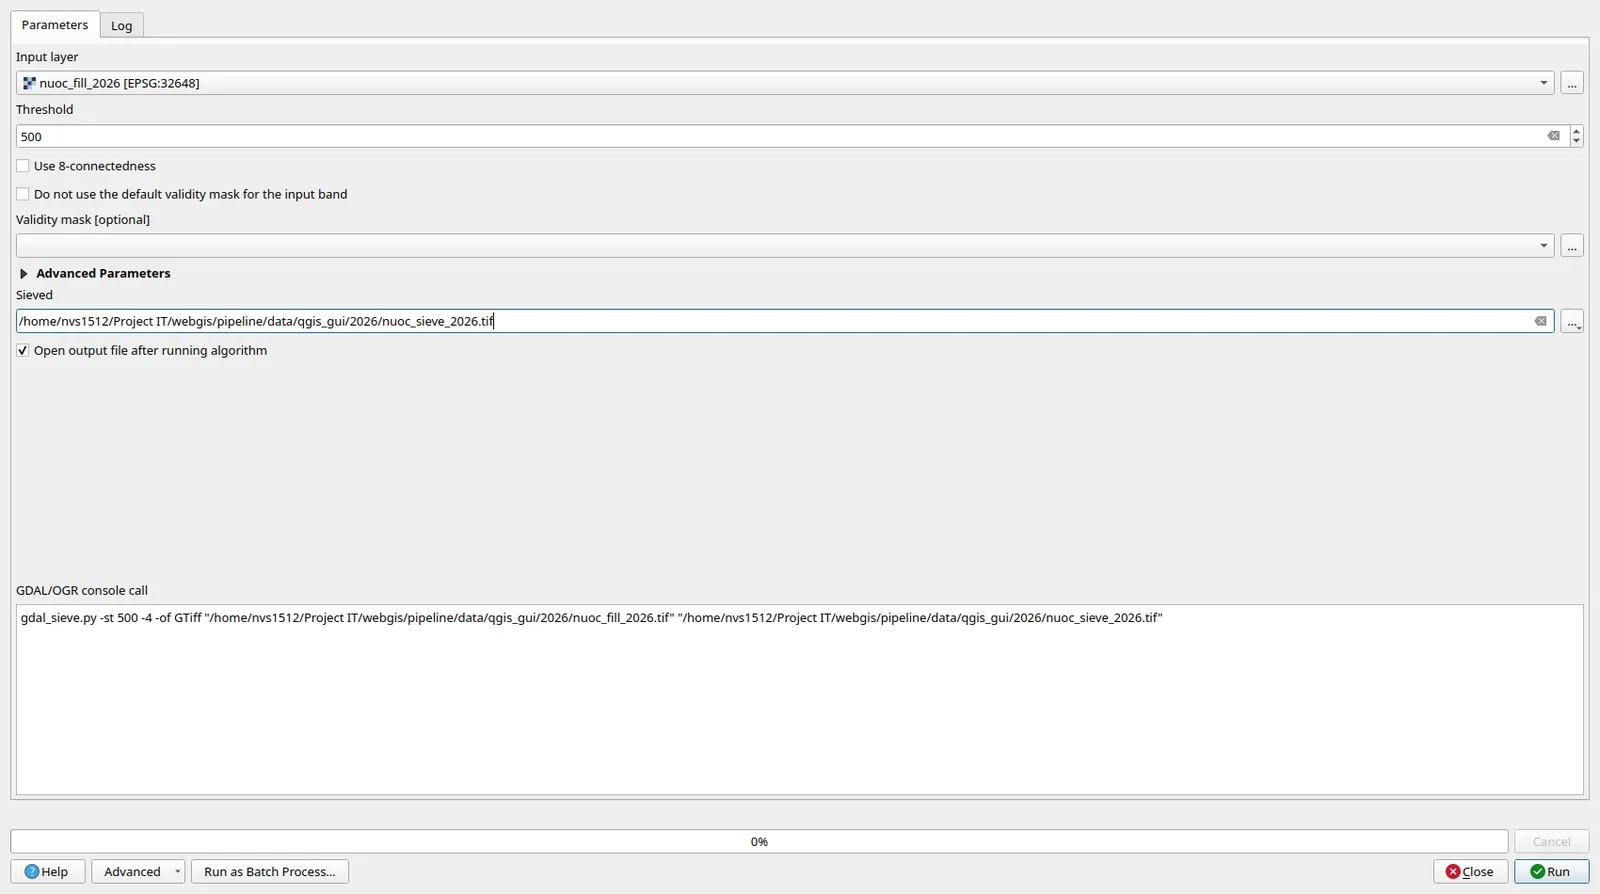 Parameters
Log
Input layer
nuoc_fill_2026 [EPSG:32648]
...
Threshold
500
Use 8-connectedness
Do not use the default validity mask for the input band
Validity mask [optional]
...
Advanced Parameters
Sieved
/home/nvs1512/Project IT/webgis/pipeline/data/qgis_gui/2026/nuoc_sieve_2026.tif
...
Open output file after running algorithm
GDAL/OGR console call
gdal_sieve.py -st 500 -4 -of GTiff "/home/nvs1512/Project IT/webgis/pipeline/data/qgis_gui/2026/nuoc_fill_2026.tif" "/home/nvs1512/Project IT/webgis/pipeline/data/qgis_gui/2026/nuoc_sieve_2026.tif"
0%
Cancel
Help
Advanced
Run as Batch Process...
Close
Run